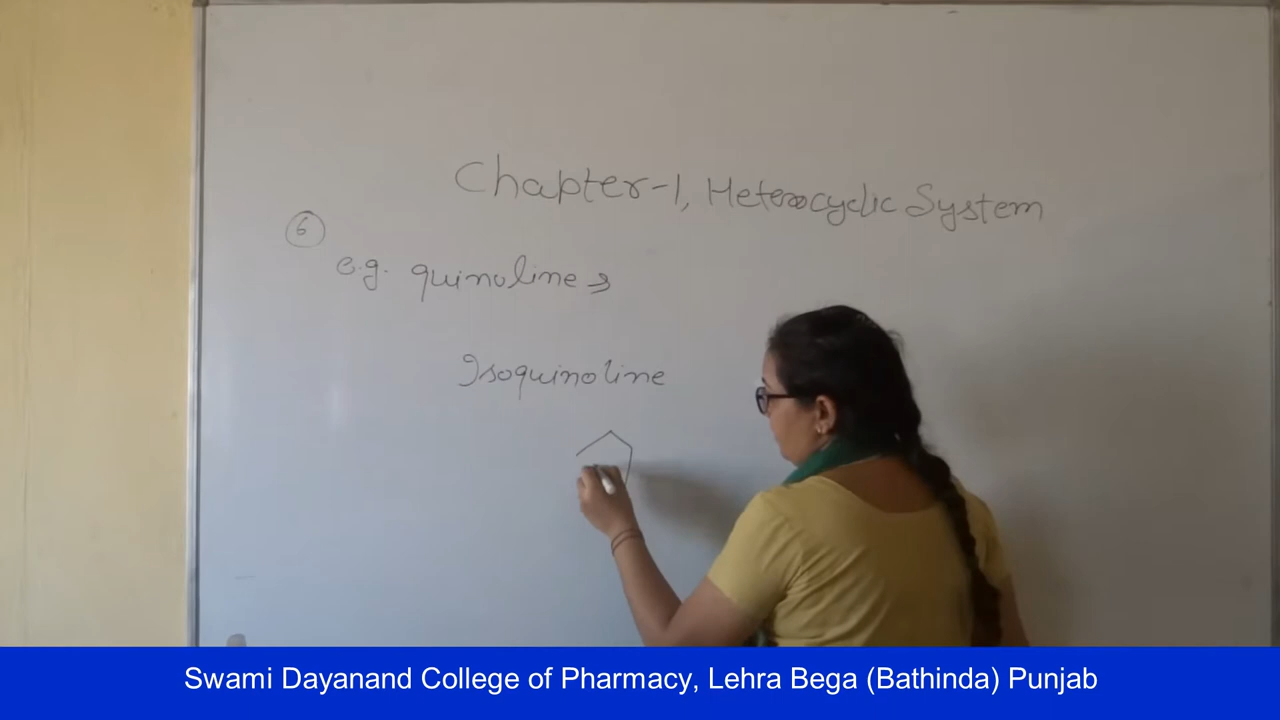 Chapter-1, Heterocyclic System
6
e.g. quinoline →
Isoquinoline
Swami Dayanand College of Pharmacy, Lehra Bega (Bathinda) Punjab